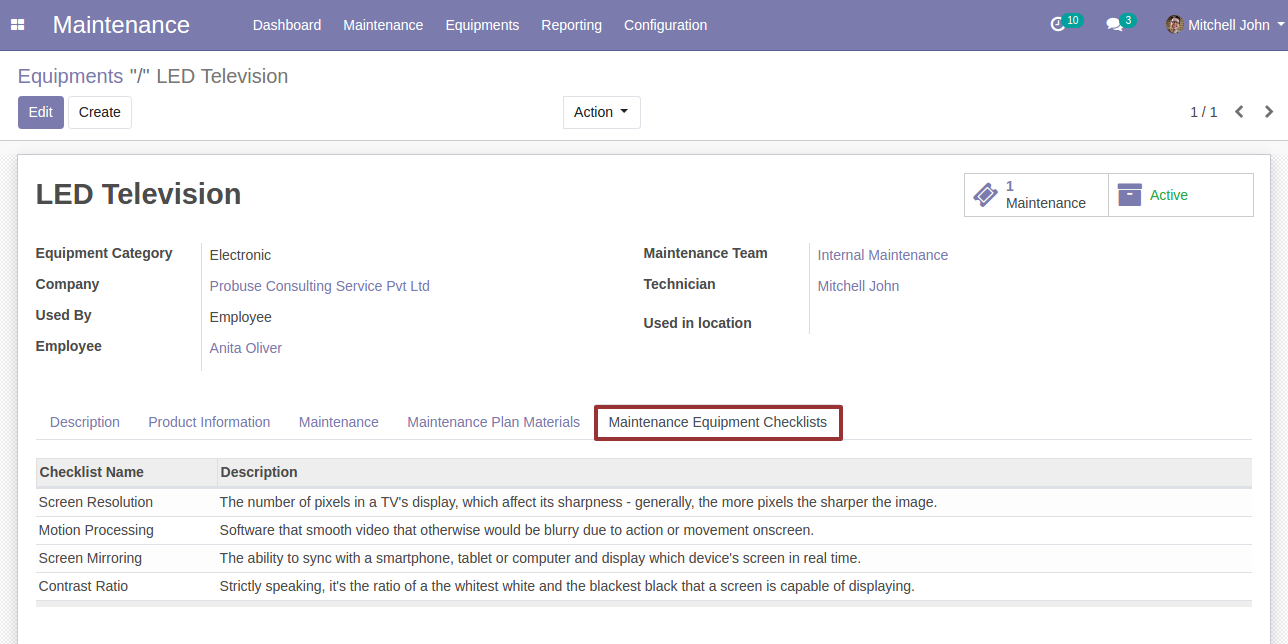 Maintenance Dashboard Maintenance Equipments Reporting Configuration 10 3 Mitchell John
Equipments "/" LED Television
Edit Create Action 1 / 1
LED Television
1
Maintenance
Active
Equipment Category Electronic
Company Probuse Consulting Service Pvt Ltd
Used By Employee
Employee Anita Oliver
Maintenance Team Internal Maintenance
Technician Mitchell John
Used in location
Description Product Information Maintenance Maintenance Plan Materials Maintenance Equipment Checklists
Checklist Name Description
Screen Resolution The number of pixels in a TV's display, which affect its sharpness - generally, the more pixels the sharper the image.
Motion Processing Software that smooth video that otherwise would be blurry due to action or movement onscreen.
Screen Mirroring The ability to sync with a smartphone, tablet or computer and display which device's screen in real time.
Contrast Ratio Strictly speaking, it's the ratio of a the whitest white and the blackest black that a screen is capable of displaying.